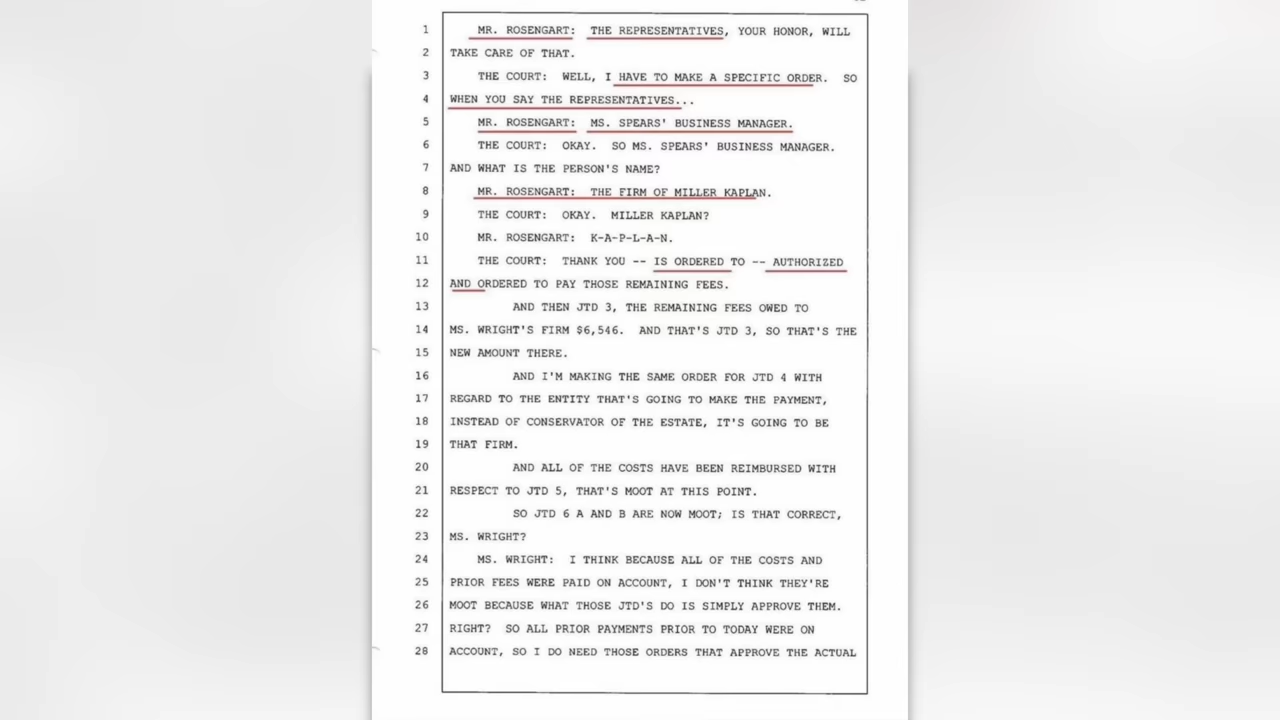 1 MR. ROSENGART: THE REPRESENTATIVES, YOUR HONOR, WILL
2 TAKE CARE OF THAT.
3 THE COURT: WELL, I HAVE TO MAKE A SPECIFIC ORDER. SO
4 WHEN YOU SAY THE REPRESENTATIVES...
5 MR. ROSENGART: MS. SPEARS' BUSINESS MANAGER.
6 THE COURT: OKAY. SO MS. SPEARS' BUSINESS MANAGER.
7 AND WHAT IS THE PERSON'S NAME?
8 MR. ROSENGART: THE FIRM OF MILLER KAPLAN.
9 THE COURT: OKAY. MILLER KAPLAN?
10 MR. ROSENGART: K-A-P-L-A-N.
11 THE COURT: THANK YOU -- IS ORDERED TO -- AUTHORIZED
12 AND ORDERED TO PAY THOSE REMAINING FEES.
13 AND THEN JTD 3, THE REMAINING FEES OWED TO
14 MS. WRIGHT'S FIRM $6,546. AND THAT'S JTD 3, SO THAT'S THE
15 NEW AMOUNT THERE.
16 AND I'M MAKING THE SAME ORDER FOR JTD 4 WITH
17 REGARD TO THE ENTITY THAT'S GOING TO MAKE THE PAYMENT,
18 INSTEAD OF CONSERVATOR OF THE ESTATE, IT'S GOING TO BE
19 THAT FIRM.
20 AND ALL OF THE COSTS HAVE BEEN REIMBURSED WITH
21 RESPECT TO JTD 5, THAT'S MOOT AT THIS POINT.
22 SO JTD 6 A AND B ARE NOW MOOT; IS THAT CORRECT,
23 MS. WRIGHT?
24 MS. WRIGHT: I THINK BECAUSE ALL OF THE COSTS AND
25 PRIOR FEES WERE PAID ON ACCOUNT, I DON'T THINK THEY'RE
26 MOOT BECAUSE WHAT THOSE JTD'S DO IS SIMPLY APPROVE THEM.
27 RIGHT? SO ALL PRIOR PAYMENTS PRIOR TO TODAY WERE ON
28 ACCOUNT, SO I DO NEED THOSE ORDERS THAT APPROVE THE ACTUAL